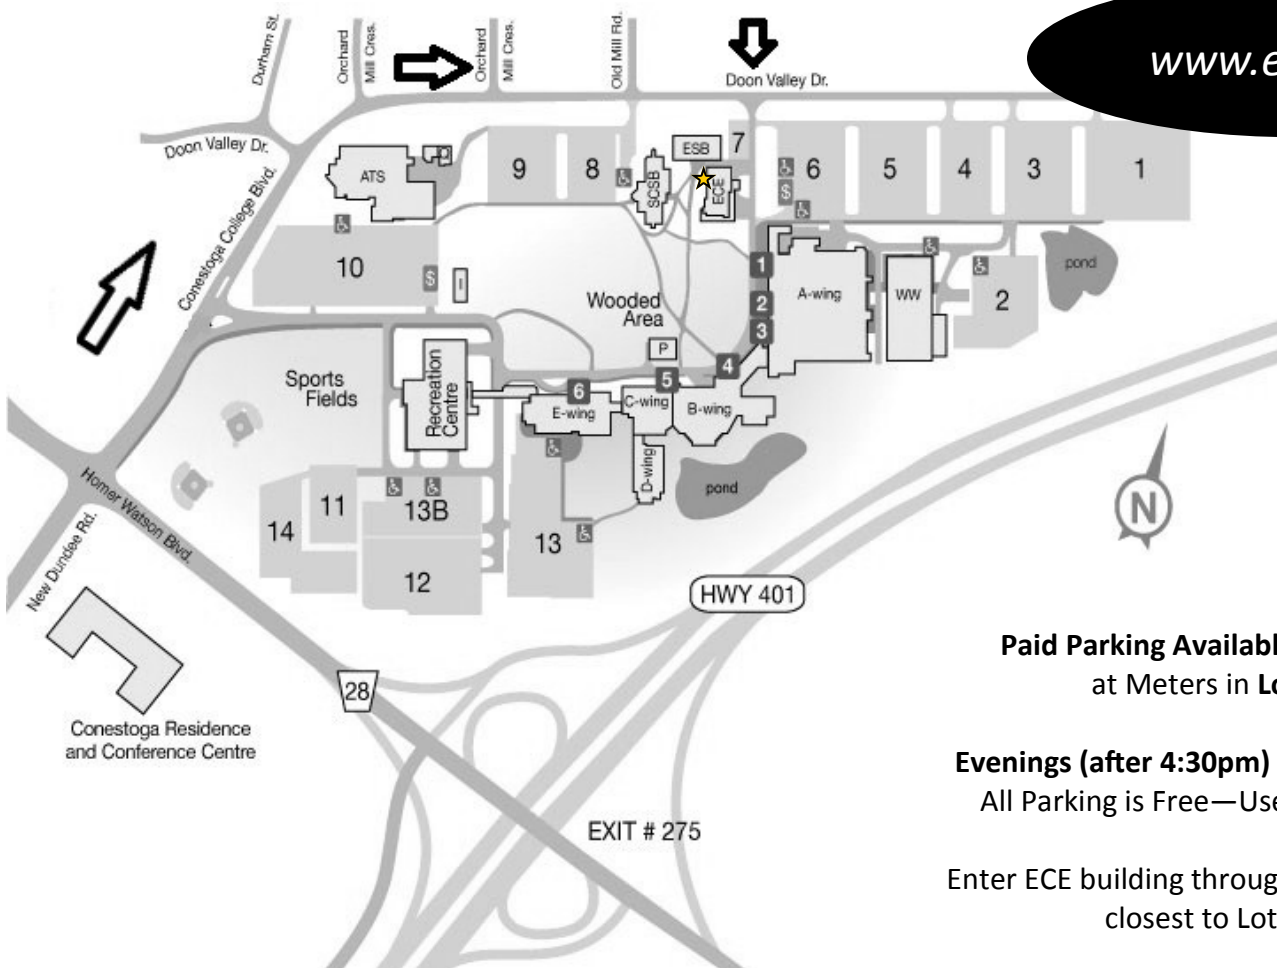 www.e
Durham St.
Orchard
Mill Cres.
Orchard
Mill Cres.
Old Mill Rd.
Doon Valley Dr.
Doon Valley Dr.
Conestoga College Blvd.
ATS
9
8
SCSB
ESB
ECE
7
6
5
4
3
1
$
10
$
I
Wooded
Area
P
1
2
3
4
5
6
A-wing
WW
2
pond
Sports
Fields
Recreation
Centre
E-wing
C-wing
B-wing
D-wing
pond
11
14
13B
12
13
Homer Watson Blvd.
New Dundee Rd.
N
HWY 401
28
Conestoga Residence
and Conference Centre
EXIT # 275
Paid Parking Availabl
at Meters in Lo
Evenings (after 4:30pm)
All Parking is Free—Use
Enter ECE building throug
closest to Lot